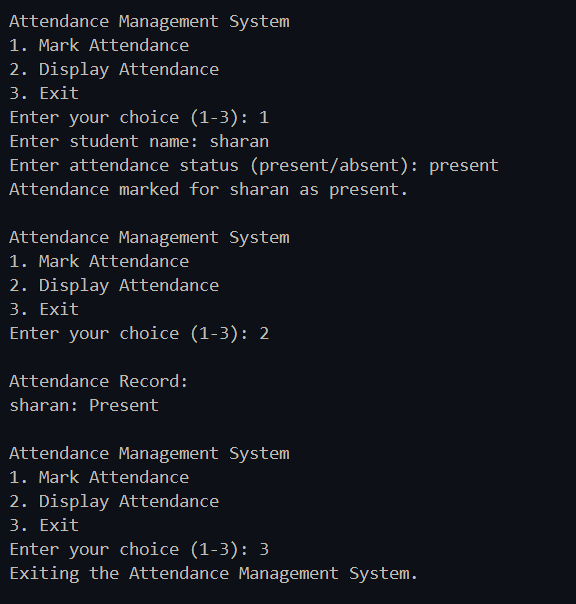 Attendance Management System
1. Mark Attendance
2. Display Attendance
3. Exit
Enter your choice (1-3): 1
Enter student name: sharan
Enter attendance status (present/absent): present
Attendance marked for sharan as present.

Attendance Management System
1. Mark Attendance
2. Display Attendance
3. Exit
Enter your choice (1-3): 2

Attendance Record:
sharan: Present

Attendance Management System
1. Mark Attendance
2. Display Attendance
3. Exit
Enter your choice (1-3): 3
Exiting the Attendance Management System.